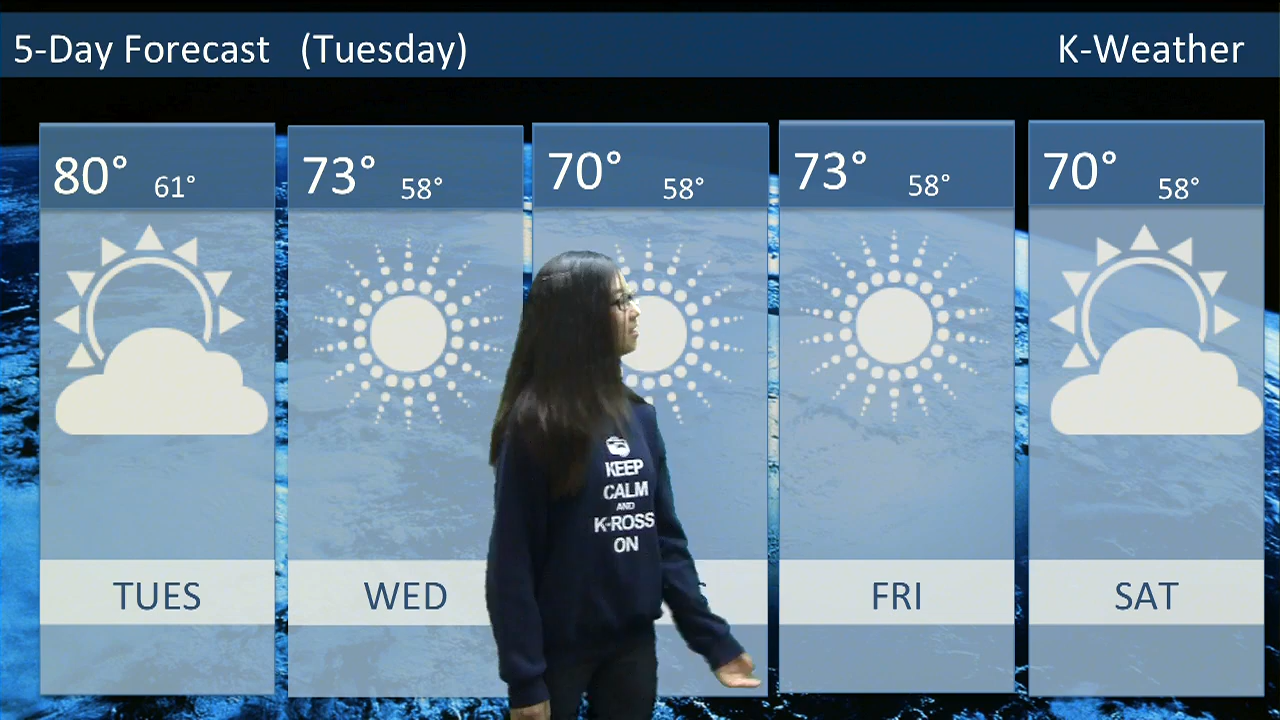 5-Day Forecast (Tuesday)
K-Weather
80° 61°
73° 58°
70° 58°
73° 58°
70° 58°
KEEP
CALM
AND
K-ROSS
ON
TUES
WED
FRI
SAT